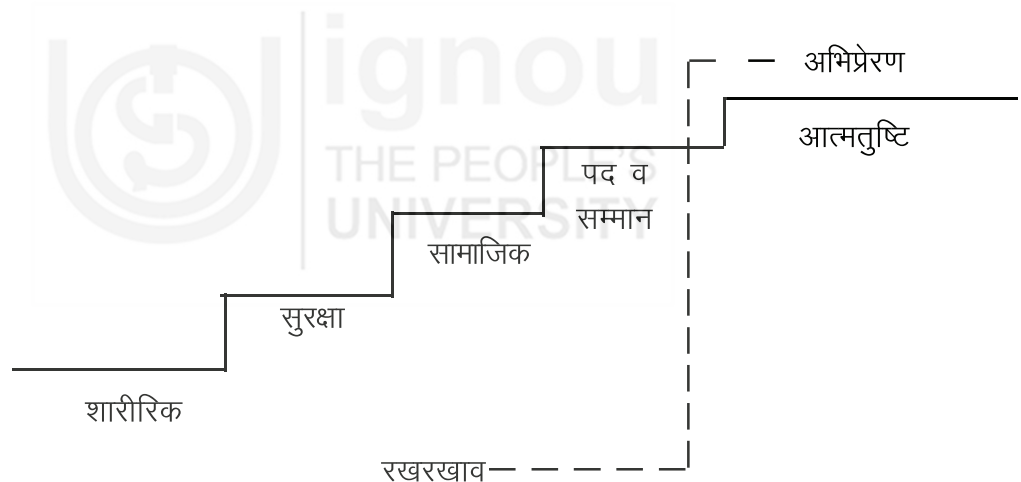 ignou
THE PEOPLE'S
UNIVERSITY
अभिप्रेरण
आत्मतुष्टि
पद व
सम्मान
सामाजिक
सुरक्षा
शारीरिक
रखरखाव